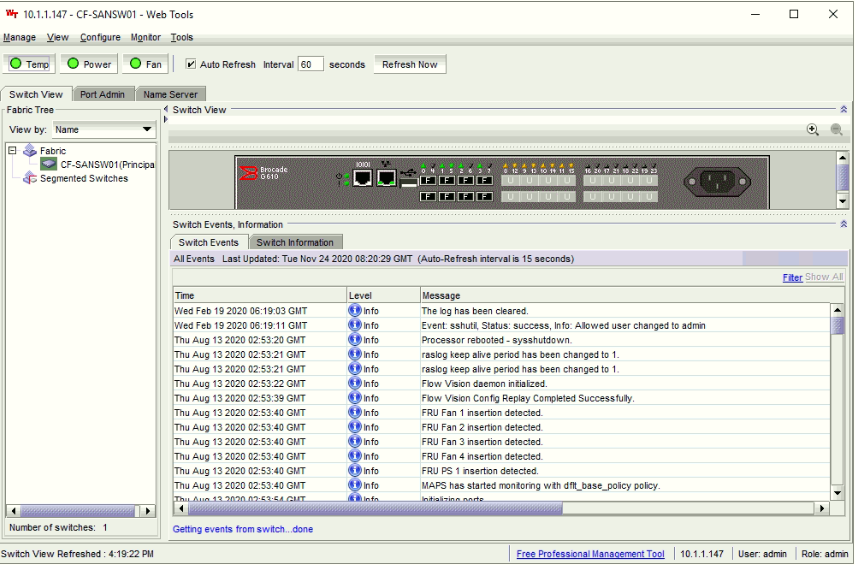 10.1.1.147 - CF-SANSW01 - Web Tools
Manage View Configure Monitor Tools
Temp Power Fan Auto Refresh Interval 60 seconds Refresh Now
Switch View Port Admin Name Server
Fabric Tree
View by: Name
Fabric
CF-SANSW01(Principa
Segmented Switches
Number of switches: 1
Switch View
Brocade
G610
IOIOI
0 4 1 5 2 6 3 7 8 12 9 13 10 14 11 15 16 20 17 21 18 22 19 23
F F F F U U U U U U U U
F F F F U U U U U U U U
Switch Events, Information
Switch Events Switch Information
All Events Last Updated: Tue Nov 24 2020 08:20:29 GMT (Auto-Refresh interval is 15 seconds)
Filter Show All
Time Level Message
Wed Feb 19 2020 06:19:03 GMT Info The log has been cleared.
Wed Feb 19 2020 06:19:11 GMT Info Event: sshutil, Status: success, Info: Allowed user changed to admin
Thu Aug 13 2020 02:53:20 GMT Info Processor rebooted - sysshutdown.
Thu Aug 13 2020 02:53:21 GMT Info raslog keep alive period has been changed to 1.
Thu Aug 13 2020 02:53:21 GMT Info raslog keep alive period has been changed to 1.
Thu Aug 13 2020 02:53:22 GMT Info Flow Vision daemon initialized.
Thu Aug 13 2020 02:53:39 GMT Info Flow Vision Config Replay Completed Successfully.
Thu Aug 13 2020 02:53:40 GMT Info FRU Fan 1 insertion detected.
Thu Aug 13 2020 02:53:40 GMT Info FRU Fan 2 insertion detected.
Thu Aug 13 2020 02:53:40 GMT Info FRU Fan 3 insertion detected.
Thu Aug 13 2020 02:53:40 GMT Info FRU Fan 4 insertion detected.
Thu Aug 13 2020 02:53:40 GMT Info FRU PS 1 insertion detected.
Thu Aug 13 2020 02:53:40 GMT Info MAPS has started monitoring with dflt_base_policy policy.
Thu Aug 13 2020 02:53:54 GMT Info Initializing ports
Getting events from switch...done
Switch View Refreshed : 4:19:22 PM Free Professional Management Tool 10.1.1.147 User: admin Role: admin